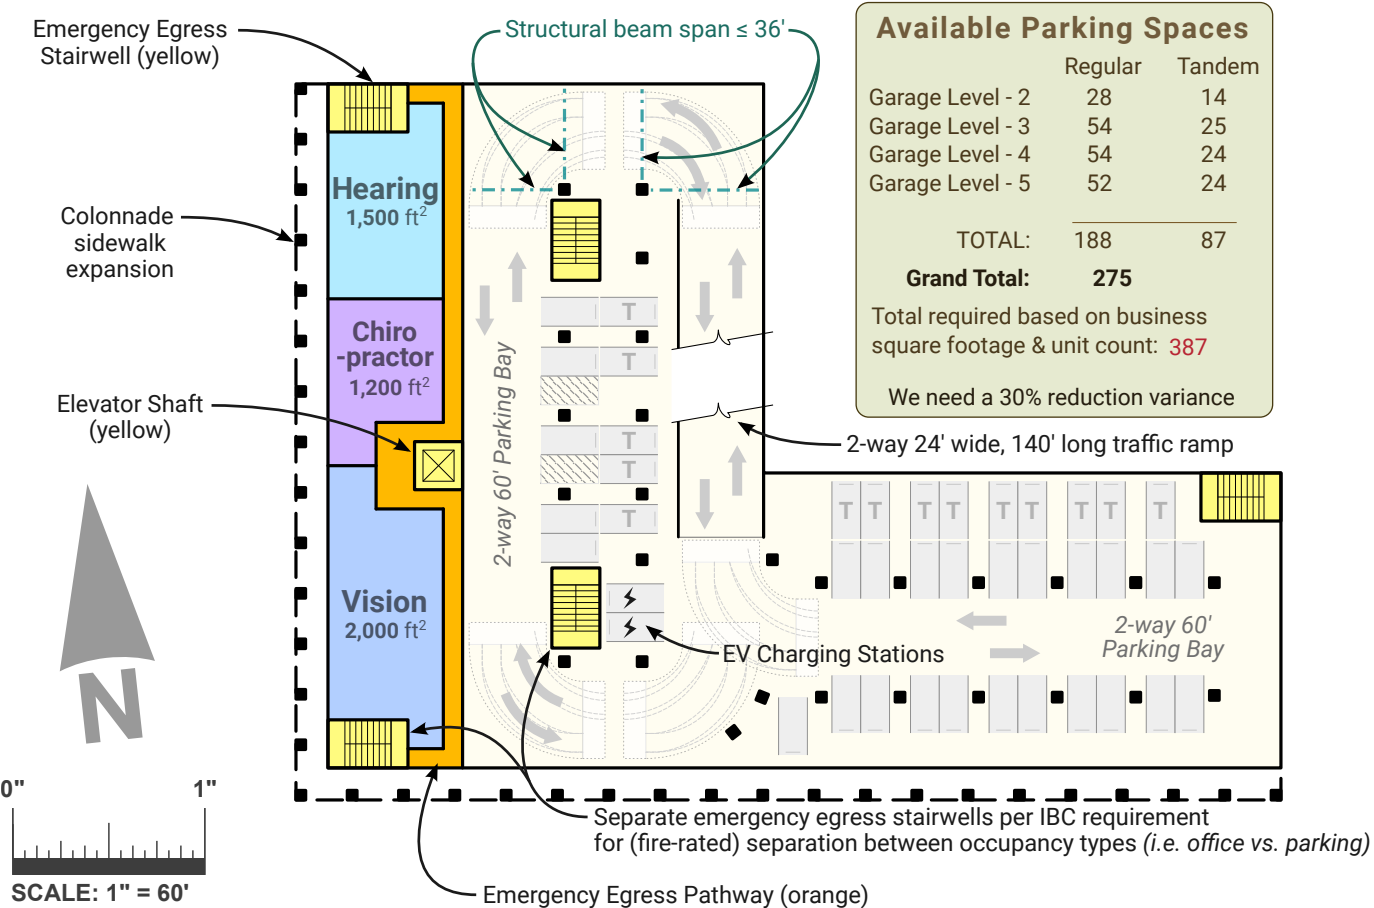 Emergency Egress
Stairwell (yellow)
Structural beam span ≤ 36'
Available Parking Spaces
Regular Tandem
Garage Level - 2 28 14
Garage Level - 3 54 25
Garage Level - 4 54 24
Garage Level - 5 52 24
TOTAL: 188 87
Grand Total: 275
Total required based on business
square footage & unit count: 387
We need a 30% reduction variance
Hearing
1,500 ft²
Colonnade
sidewalk
expansion
Chiro
-practor
1,200 ft²
Elevator Shaft
(yellow)
2-way 60' Parking Bay
T
T
T
T
T
2-way 24' wide, 140' long traffic ramp
T T T T T T T T T
Vision
2,000 ft²
EV Charging Stations
2-way 60'
Parking Bay
N
0" 1"
SCALE: 1" = 60'
Separate emergency egress stairwells per IBC requirement
for (fire-rated) separation between occupancy types (i.e. office vs. parking)
Emergency Egress Pathway (orange)